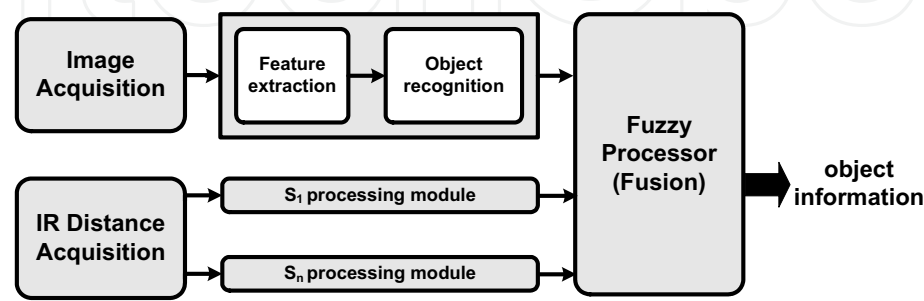 Image
Acquisition
Feature
extraction
Object
recognition
Fuzzy
Processor
(Fusion)
object
information
IR Distance
Acquisition
S₁ processing module
Sₙ processing module